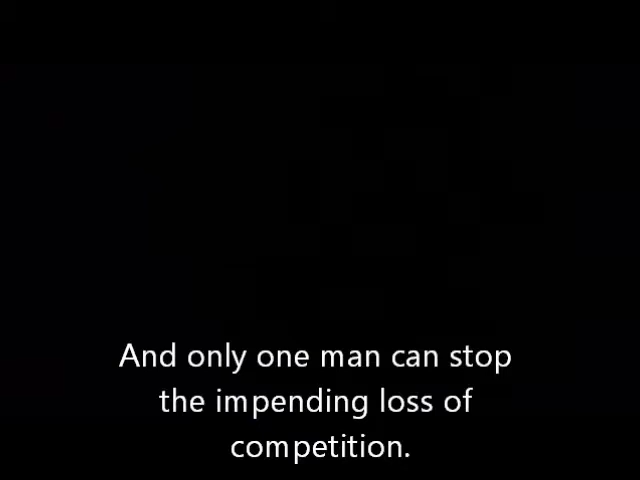 And only one man can stop
the impending loss of
competition.